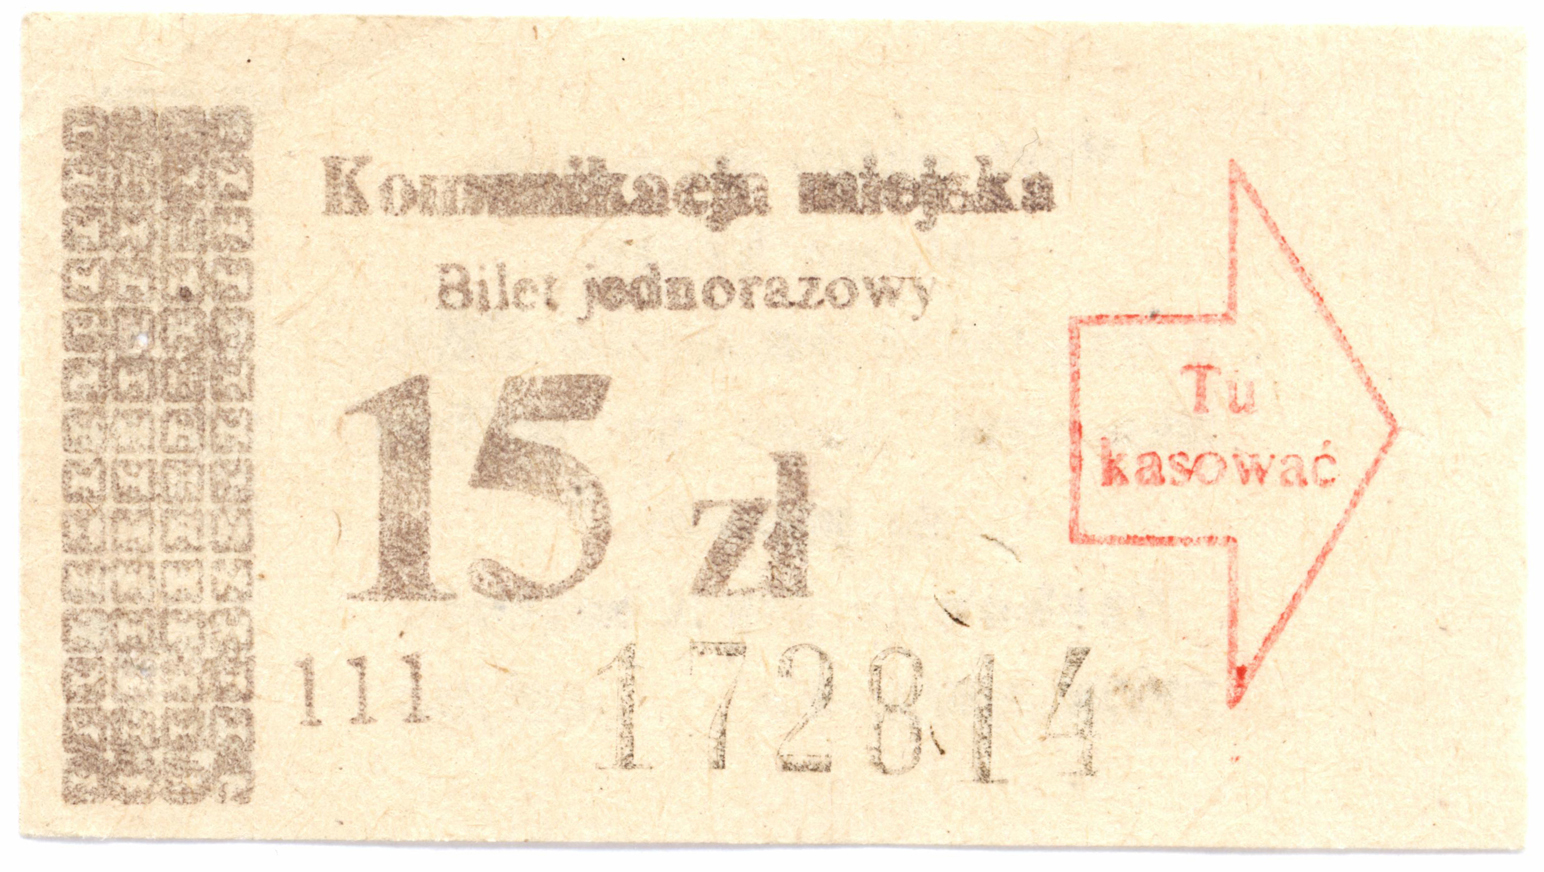 Komunikacja miejska
Bilet jednorazowy
15 zł
Tu
kasować
111 172814